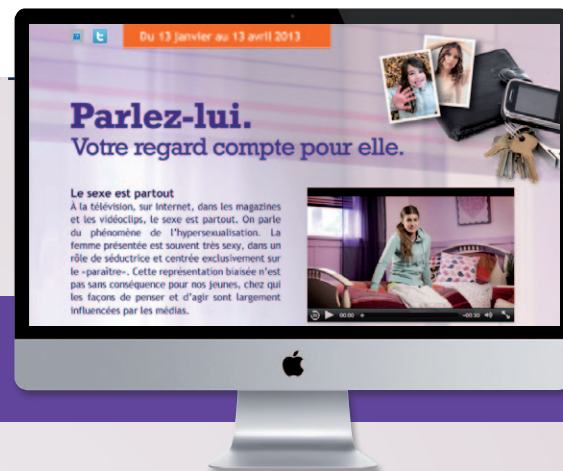 Du 13 janvier au 13 avril 2013
Parlez-lui.
Votre regard compte pour elle.
Le sexe est partout
À la télévision, sur Internet, dans les magazines
et les vidéoclips, le sexe est partout. On parle
du phénomène de l'hypersexualisation. La
femme présentée est souvent très sexy, dans un
rôle de séductrice et centrée exclusivement sur
le «paraître». Cette représentation biaisée n'est
pas sans conséquence pour nos jeunes, chez qui
les façons de penser et d'agir sont largement
influencées par les médias.
00:00
-00:30